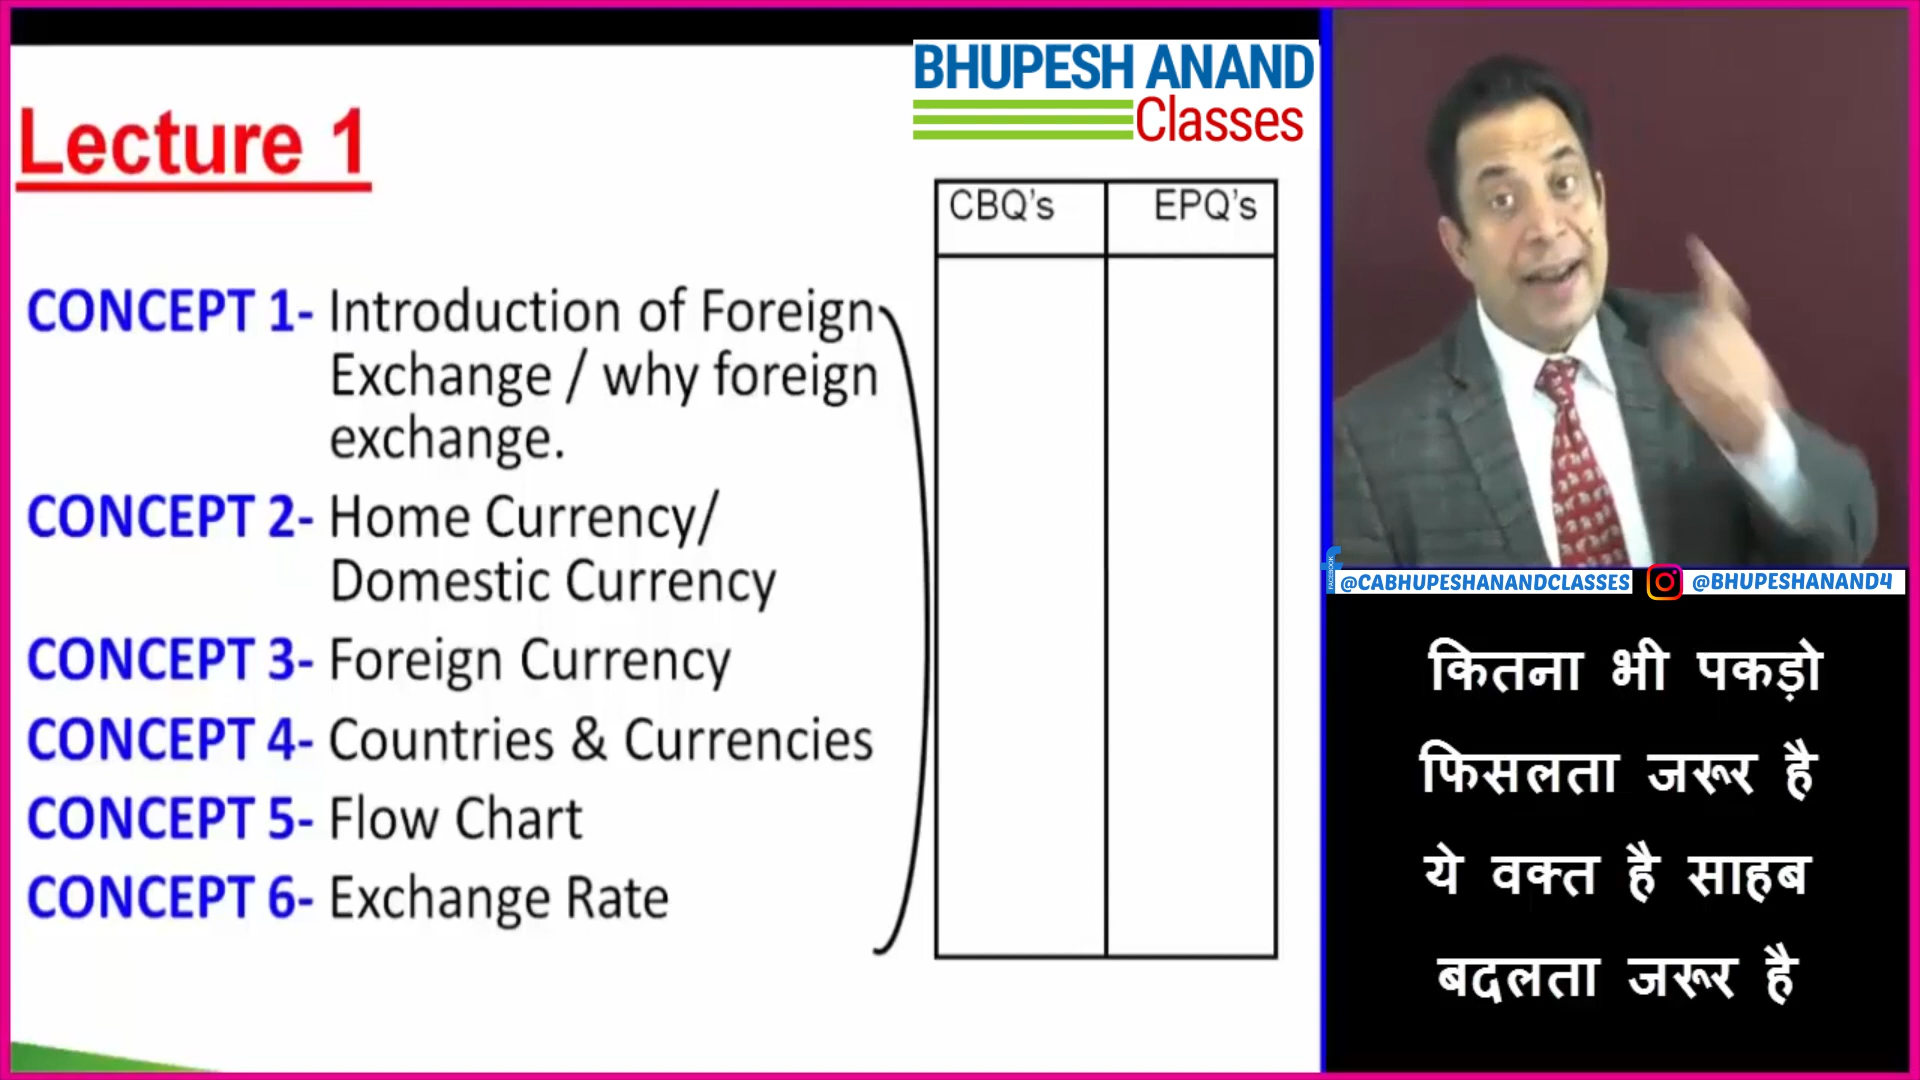 BHUPESH ANAND
Classes
Lecture 1
CBQ's EPQ's
CONCEPT 1- Introduction of Foreign
Exchange / why foreign
exchange.
CONCEPT 2- Home Currency/
Domestic Currency
CONCEPT 3- Foreign Currency
CONCEPT 4- Countries & Currencies
CONCEPT 5- Flow Chart
CONCEPT 6- Exchange Rate
FACEBOOK
@CABHUPESHANANDCLASSES @BHUPESHANAND4
कितना भी पकड़ो
फिसलता जरूर है
ये वक्त है साहब
बदलता जरूर है